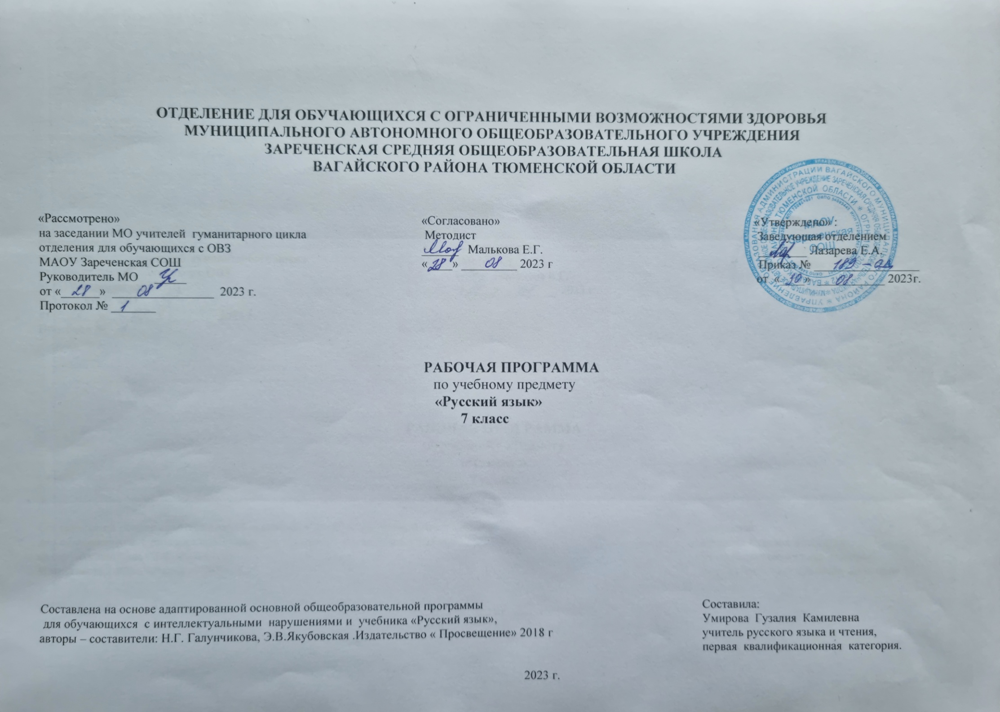 ОТДЕЛЕНИЕ ДЛЯ ОБУЧАЮЩИХСЯ С ОГРАНИЧЕННЫМИ ВОЗМОЖНОСТЯМИ ЗДОРОВЬЯ
МУНИЦИПАЛЬНОГО АВТОНОМНОГО ОБЩЕОБРАЗОВАТЕЛЬНОГО УЧРЕЖДЕНИЯ
ЗАРЕЧЕНСКАЯ СРЕДНЯЯ ОБЩЕОБРАЗОВАТЕЛЬНАЯ ШКОЛА
ВАГАЙСКОГО РАЙОНА ТЮМЕНСКОЙ ОБЛАСТИ
«Рассмотрено»
на заседании МО учителей гуманитарного цикла
отделения для обучающихся с ОВЗ
МАОУ Зареченская СОШ
Руководитель МО
от «28» 08 2023 г.
Протокол № 1
«Согласовано»
Методист
Малькова Е.Г.
«28» 08 2023 г
«Утверждено» :
Заведующая отделением
Лазарева Е.А.
Приказ № 189 – од
от «30» 08 2023г.
МАОУ
Зареченская
СОШ
РАБОЧАЯ ПРОГРАММА
по учебному предмету
«Русский язык»
7 класс
Составлена на основе адаптированной основной общеобразовательной программы
для обучающихся с интеллектуальными нарушениями и учебника «Русский язык»,
авторы – составители: Н.Г. Галунчикова, Э.В.Якубовская .Издательство « Просвещение» 2018 г
Составила:
Умирова Гузалия Камилевна
учитель русского языка и чтения,
первая квалификационная категория.
2023 г.